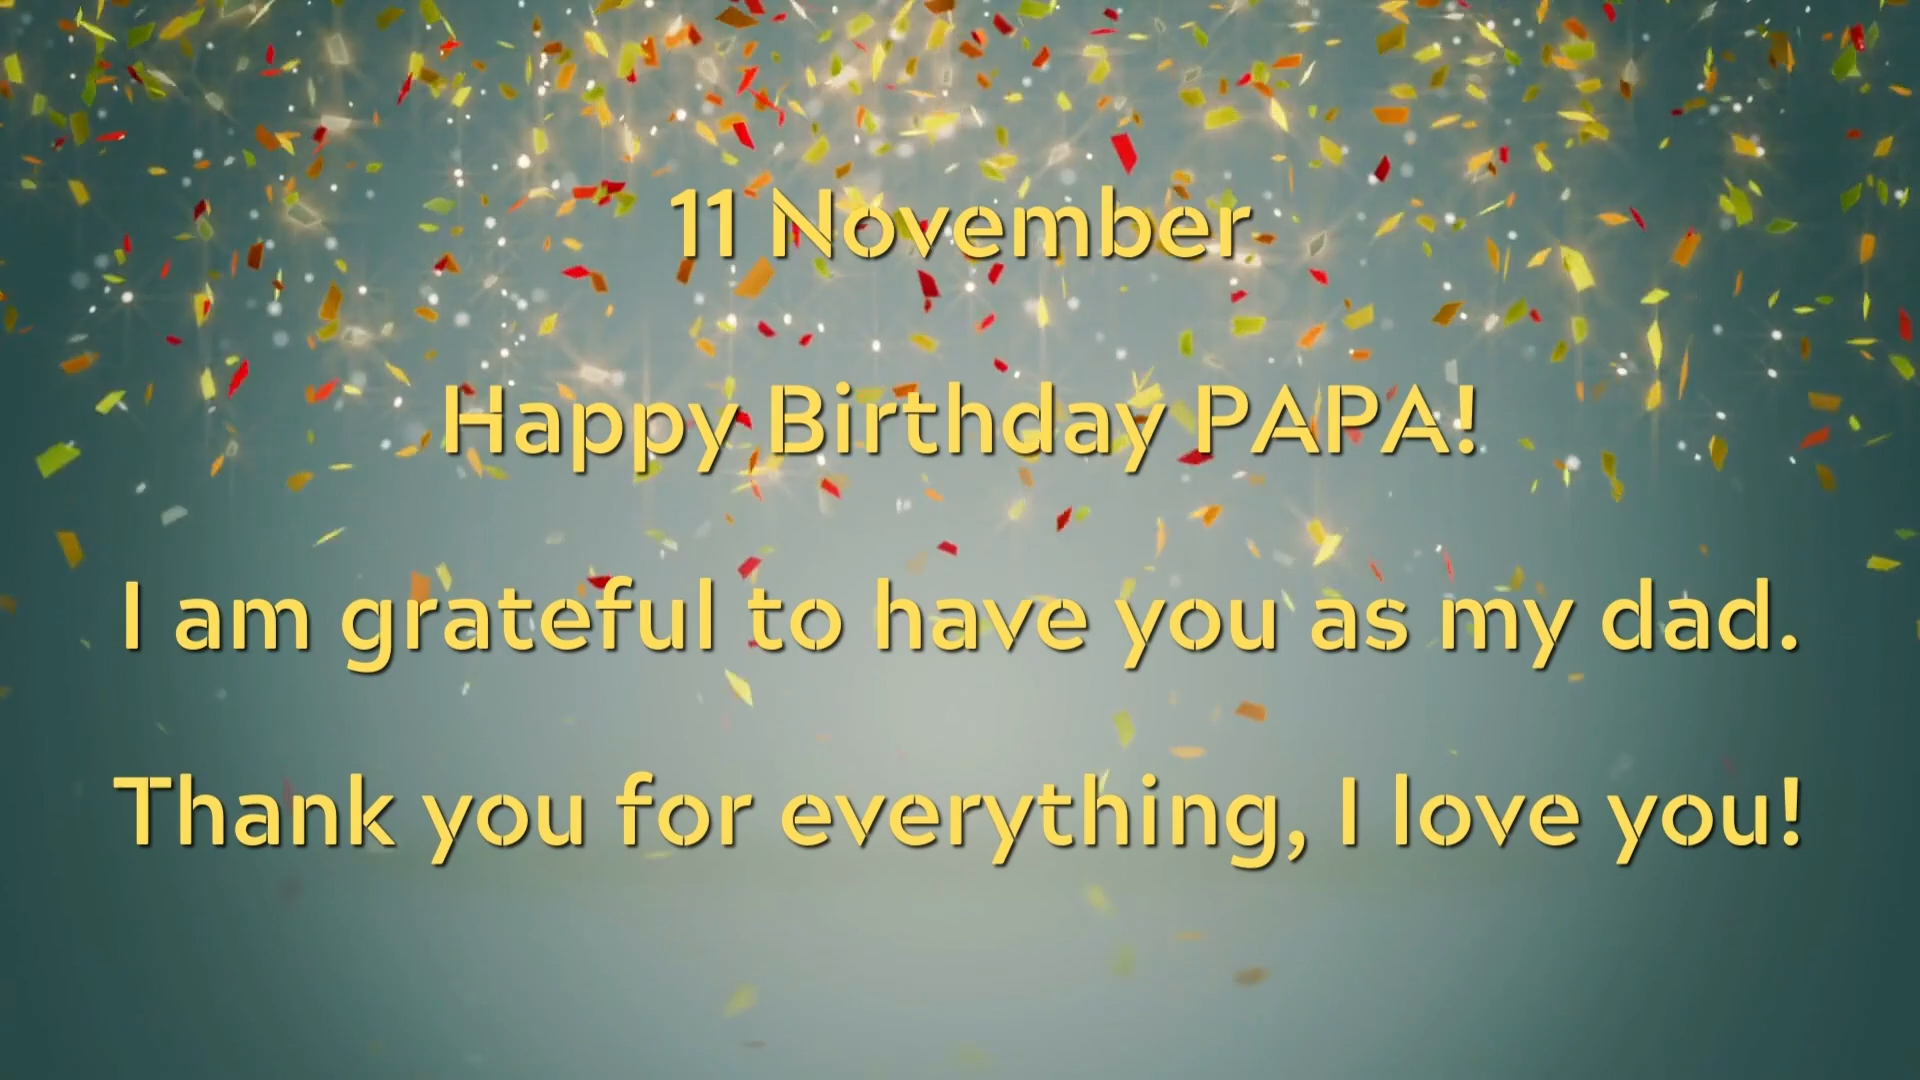 11 November
Happy Birthday PAPA!
I am grateful to have you as my dad.
Thank you for everything, I love you!